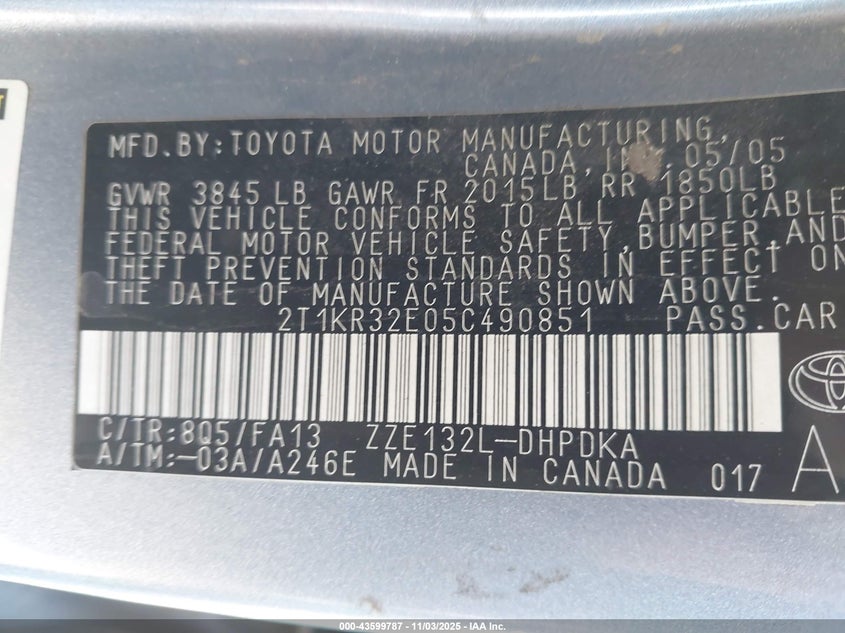 MFD.BY:TOYOTA MOTOR MANUFACTURING,
CANADA, 05/05
GVWR 3845 LB GAWR FR 2015LB RR 1850LB
THIS VEHICLE CONFORMS TO ALL APPLICABLE
FEDERAL MOTOR VEHICLE SAFETY,BUMPER,AND
THEFT PREVENTION STANDARDS IN EFFECT ON
THE DATE OF MANUFACTURE SHOWN ABOVE.
2T1KR32E05C490851 PASS.CAR
C/TR:8Q5/FA13 ZZE132L-DHPDKA
A/TM:-03A/A246E MADE IN CANADA 017 A
000-43599787 - 11/03/2025 - IAA Inc.